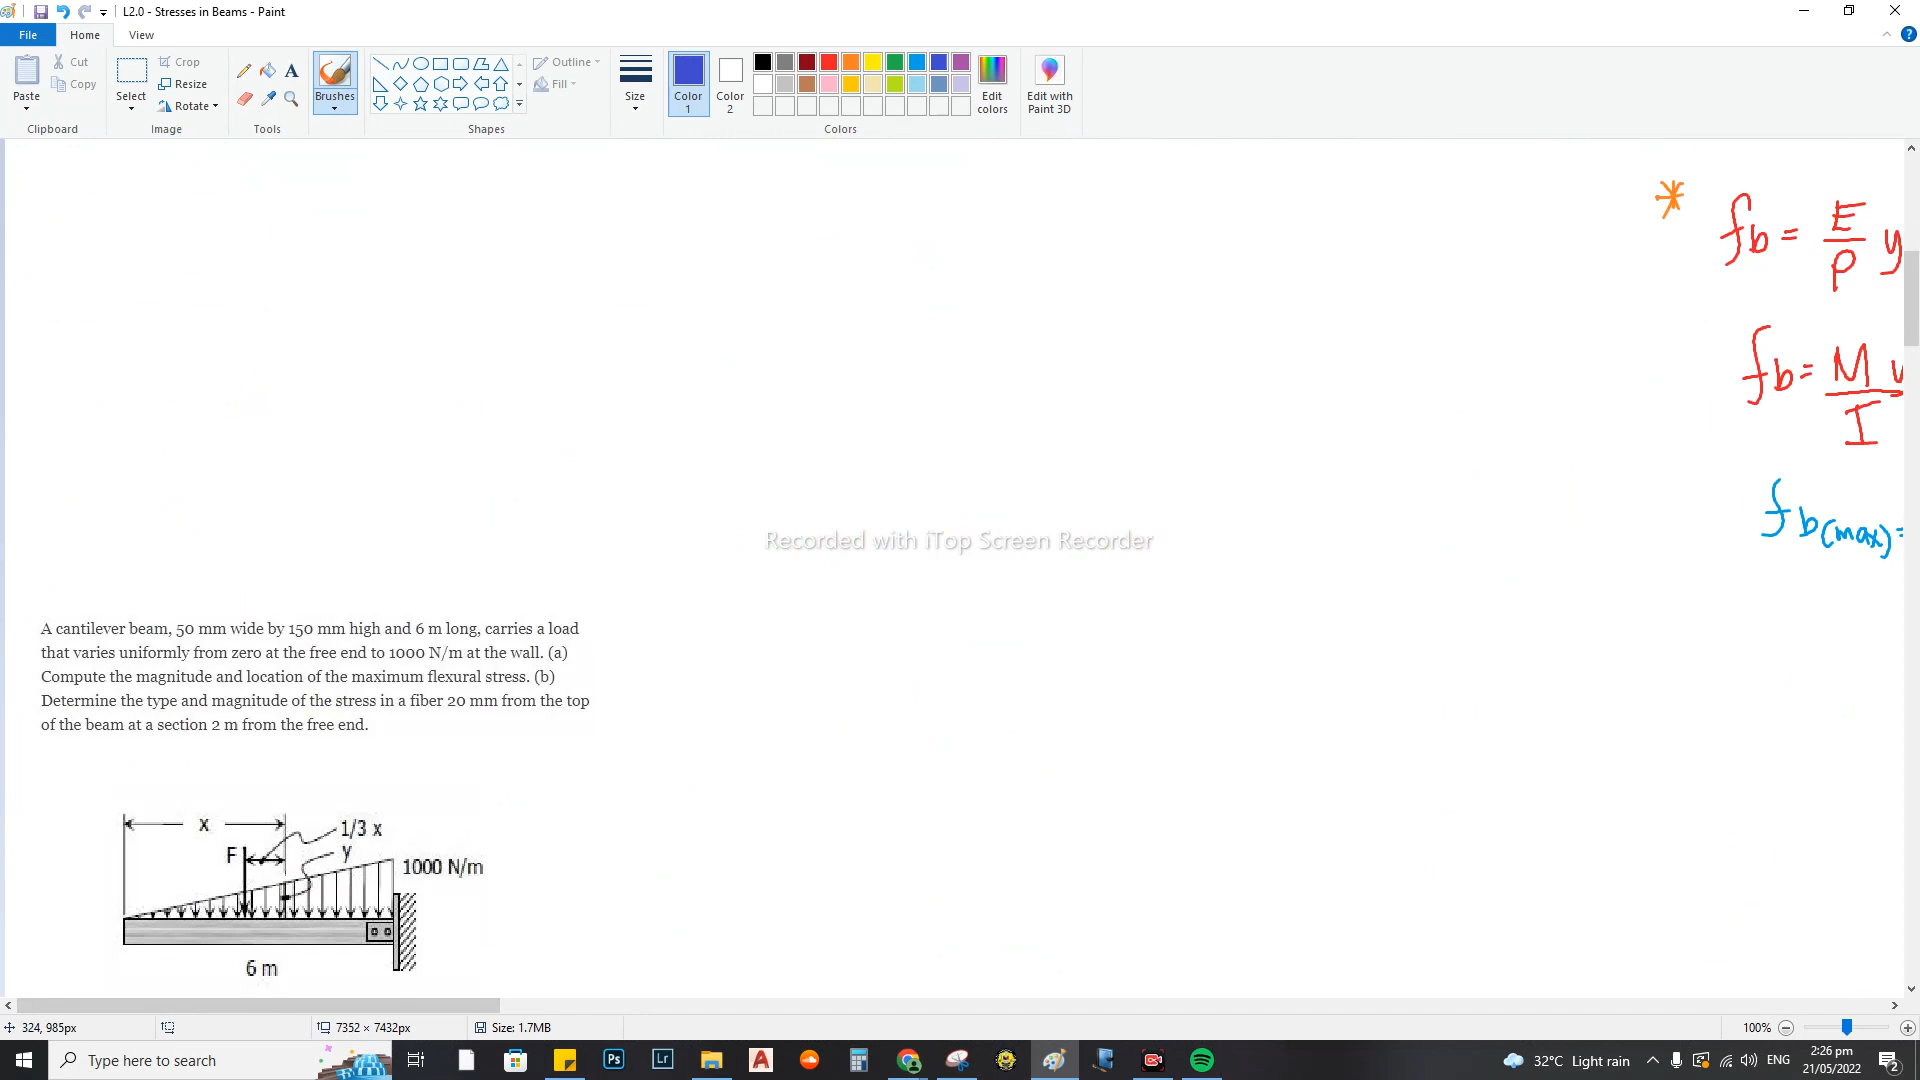 L2.0 - Stresses in Beams - Paint
File Home View
Paste Cut Copy Clipboard
Select Crop Resize Rotate Image
Tools
Brushes
Shapes Outline Fill
Size
Color 1 Color 2 Edit colors Colors
Edit with Paint 3D
* fb = E/ρ y
fb = M
I
fb(max) =
Recorded with iTop Screen Recorder
A cantilever beam, 50 mm wide by 150 mm high and 6 m long, carries a load
that varies uniformly from zero at the free end to 1000 N/m at the wall. (a)
Compute the magnitude and location of the maximum flexural stress. (b)
Determine the type and magnitude of the stress in a fiber 20 mm from the top
of the beam at a section 2 m from the free end.
x 1/3 x
F y
1000 N/m
6 m
324, 985px 7352 × 7432px Size: 1.7MB 100%
Type here to search Ps Lr A 32°C Light rain ENG 2:26 pm
21/05/2022 2